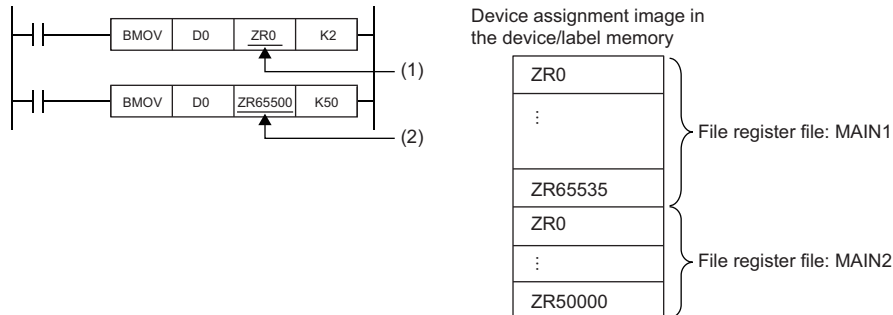 BMOV D0 ZR0 K2
(1)
BMOV D0 ZR65500 K50
(2)
Device assignment image in
the device/label memory
ZR0
⋮
ZR65535
File register file: MAIN1
ZR0
⋮
ZR50000
File register file: MAIN2